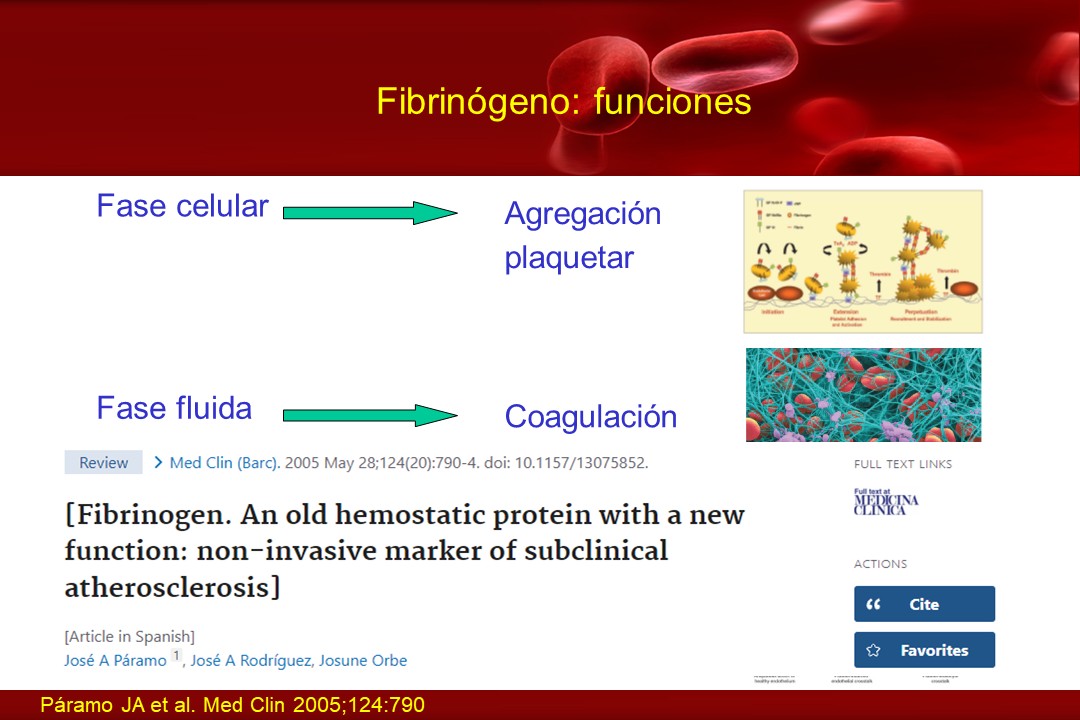 Fibrinógeno: funciones
Fase celular
Agregación
plaquetar
TxA2 ADP
Thrombin
Thrombin
Initiation
Extension
Platelet Adhesion
and Activation
Perpetuation
Recruitment and Stabilization
Fase fluida
Coagulación
Review
Med Clin (Barc). 2005 May 28;124(20):790-4. doi: 10.1157/13075852.
[Fibrinogen. An old hemostatic protein with a new
function: non-invasive marker of subclinical
atherosclerosis]
[Article in Spanish]
José A Páramo 1, José A Rodríguez, Josune Orbe
FULL TEXT LINKS
Full text at
MEDICINA
CLINICA
ACTIONS
Cite
Favorites
Páramo JA et al. Med Clin 2005;124:790